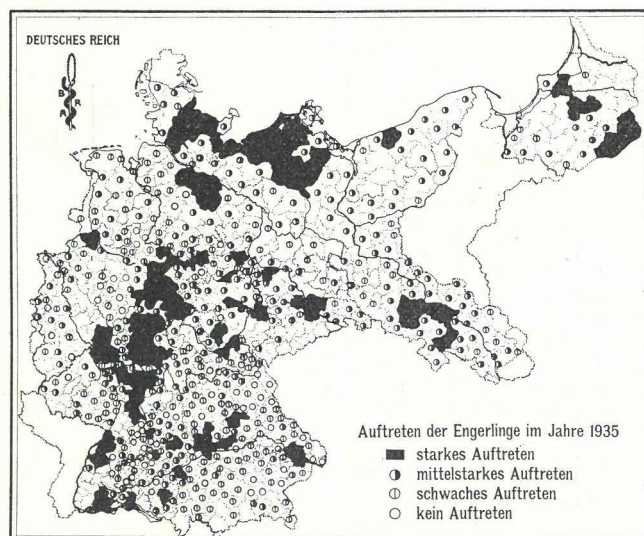 DEUTSCHES REICH
B
R
A
Auftreten der Engerlinge im Jahre 1935
starkes Auftreten
mittelstarkes Auftreten
schwaches Auftreten
kein Auftreten